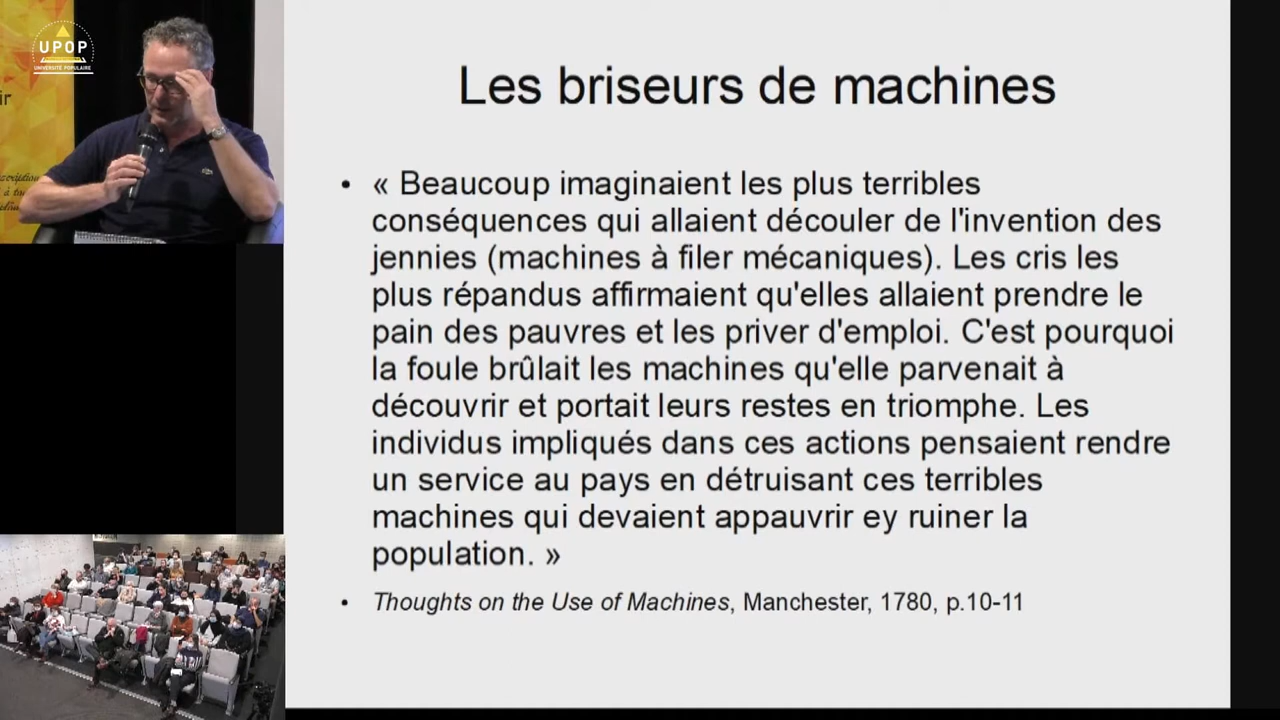 UPOP
UNIVERSITÉ POPULAIRE
ir
Les briseurs de machines
• « Beaucoup imaginaient les plus terribles
conséquences qui allaient découler de l'invention des
jennies (machines à filer mécaniques). Les cris les
plus répandus affirmaient qu'elles allaient prendre le
pain des pauvres et les priver d'emploi. C'est pourquoi
la foule brûlait les machines qu'elle parvenait à
découvrir et portait leurs restes en triomphe. Les
individus impliqués dans ces actions pensaient rendre
un service au pays en détruisant ces terribles
machines qui devaient appauvrir ey ruiner la
population. »
• Thoughts on the Use of Machines, Manchester, 1780, p.10-11